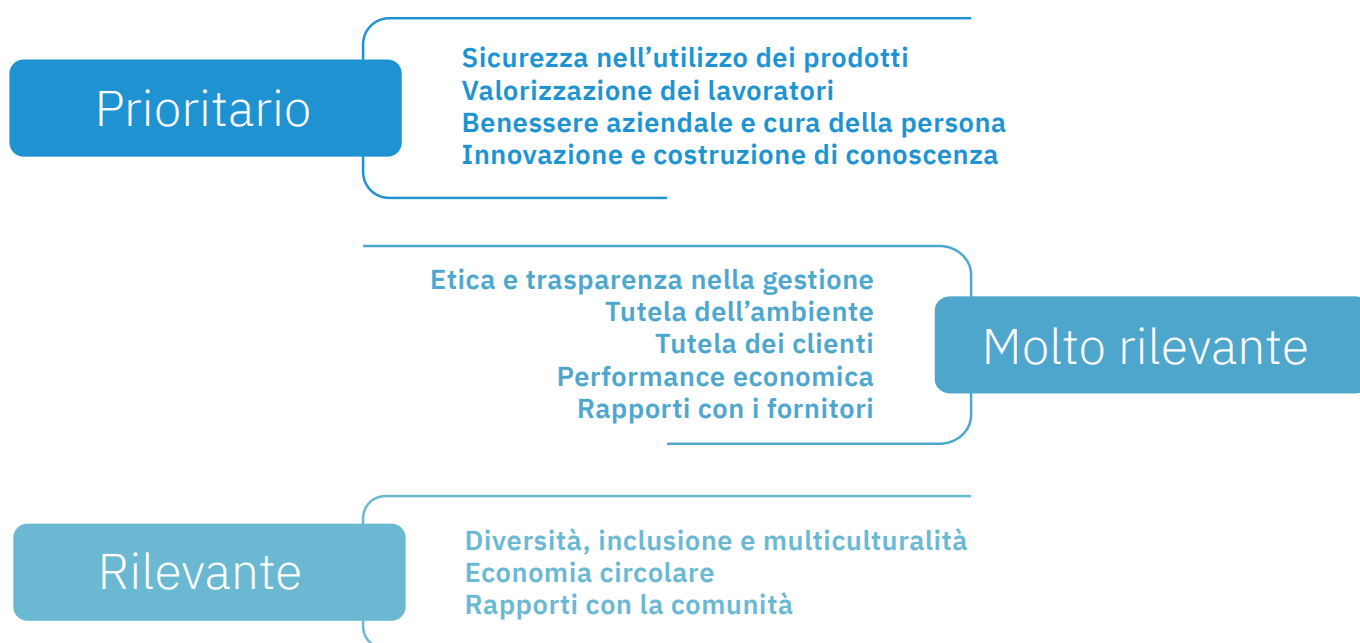 Prioritario
Sicurezza nell’utilizzo dei prodotti
Valorizzazione dei lavoratori
Benessere aziendale e cura della persona
Innovazione e costruzione di conoscenza
Etica e trasparenza nella gestione
Tutela dell’ambiente
Tutela dei clienti
Performance economica
Rapporti con i fornitori
Molto rilevante
Rilevante
Diversità, inclusione e multiculturalità
Economia circolare
Rapporti con la comunità